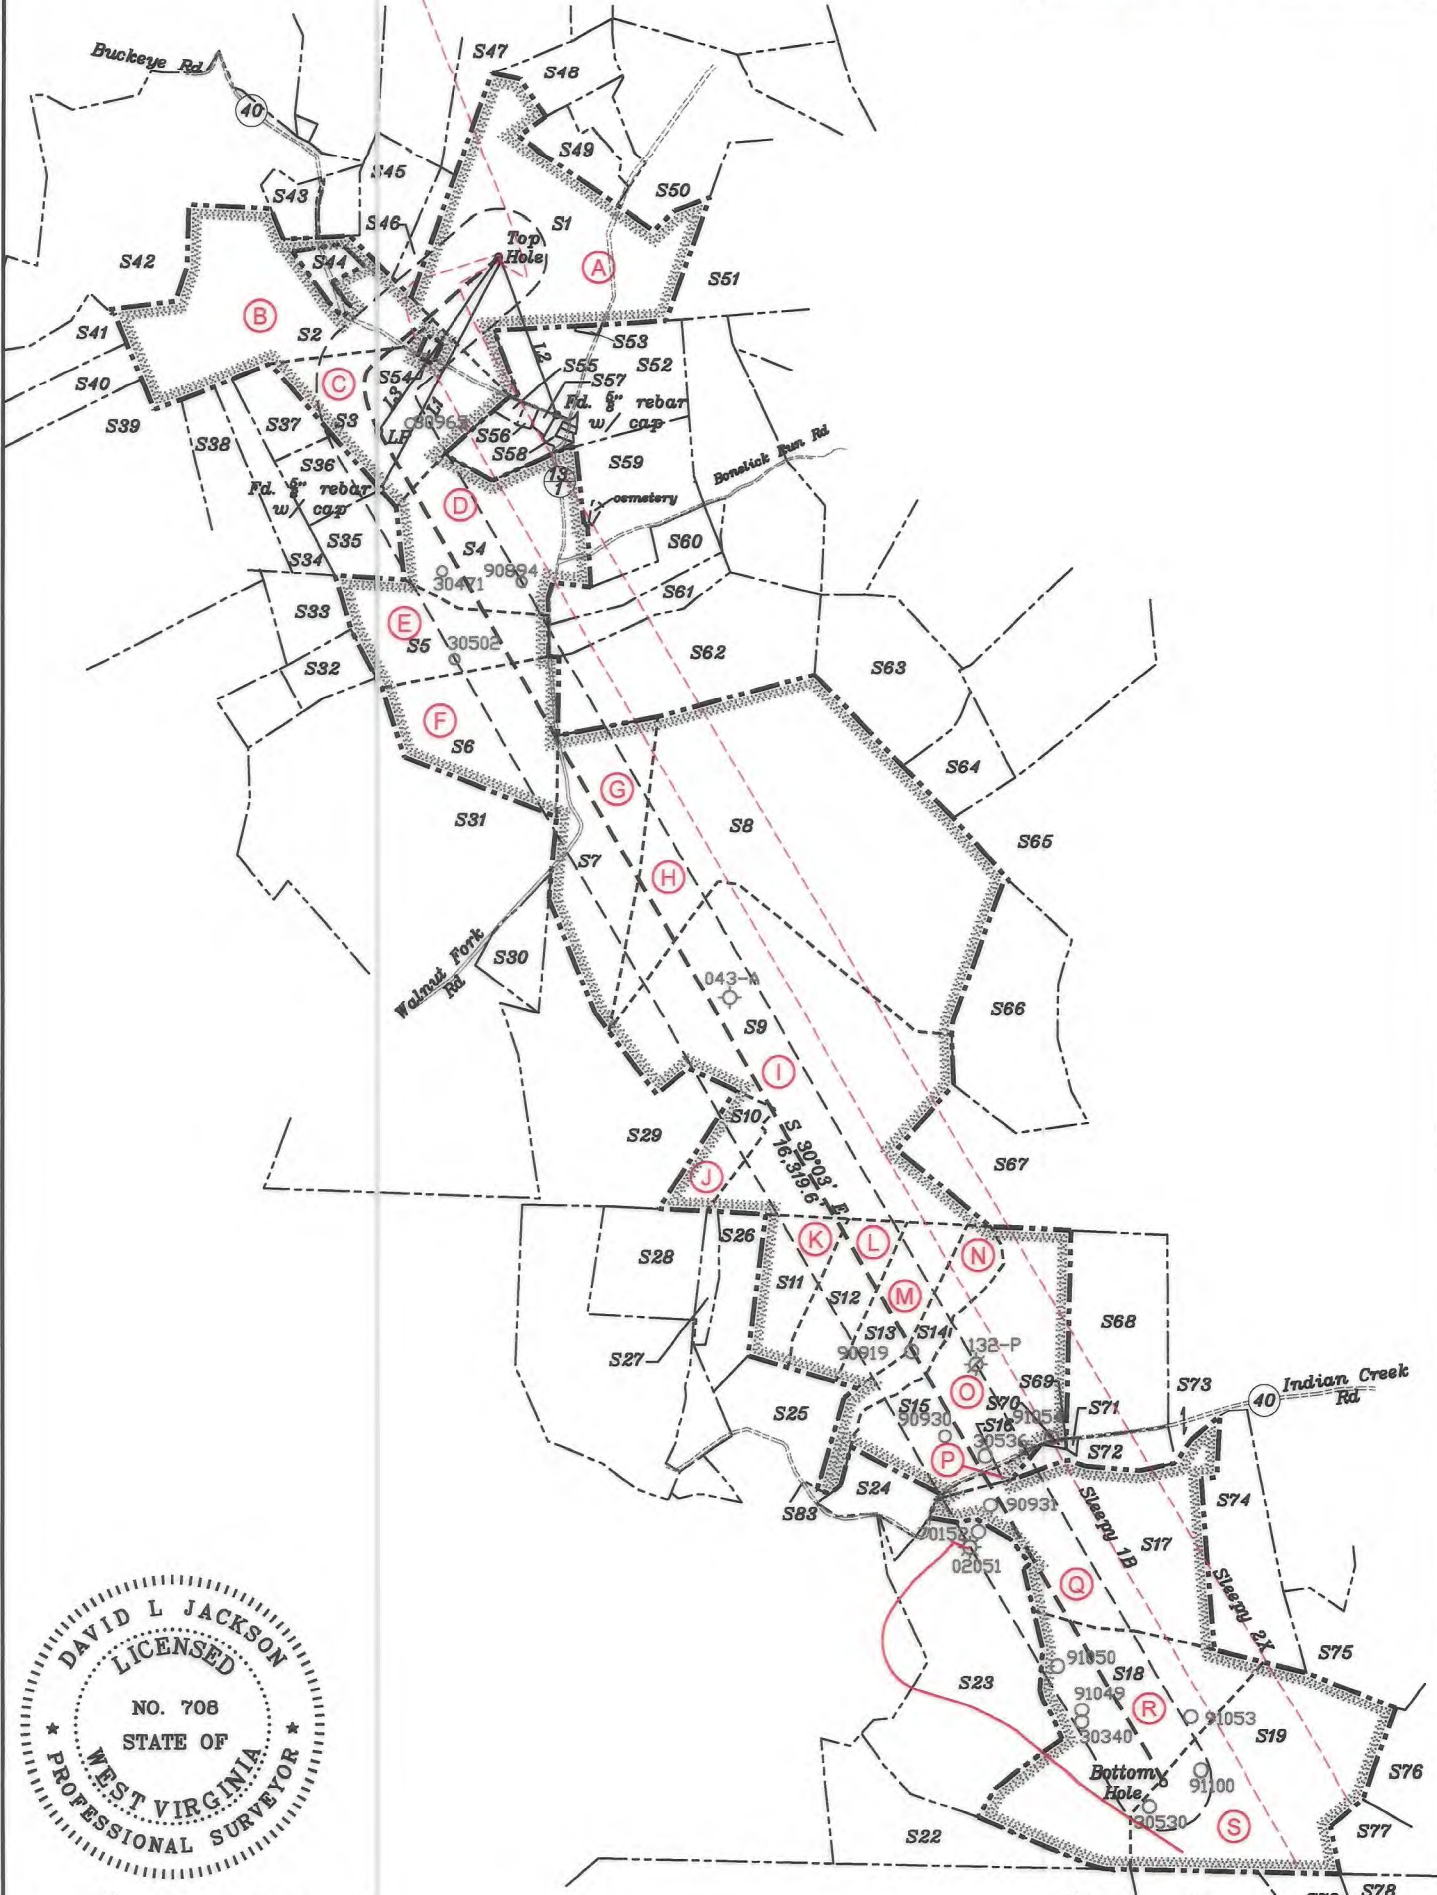 S47
Buckeye Rd
S48
40
S49
S45
S43
S50
S46
S1
Top
Hole
S42
S44
A
S51
B
S41
S2
S53
L2
S55
S52
S40
S54
C
S57
Fd. 5/8" rebar
w/ cap
L3
L1
S39
S37
S3
LP
S56
S38
S58
S36
S59
Bonelick Run Rd
Fd. 5/8" rebar
w/ cap
13
1
cemetery
D
S35
S4
S60
S34
30471
90894
S61
S33
E
S5
30502
S62
S32
S63
F
S6
S64
G
S31
S8
S65
S7
H
Walnut Fork
Rd
S30
043-A
S66
S9
I
S10
S29
S 30°03' E
16,319.6'
S67
J
S26
K
L
N
S28
S11
S12
M
S68
S13
S14
S27
90919
132-P
O
S69
S73
40
Indian Creek
Rd
S15
S70
S71
S25
90930
S16
30536
S72
P
S24
S74
S83
90931
Sleepy 1B
S17
02051
Q
Sleepy 2X
DAVID L JACKSON
LICENSED
NO. 708
STATE OF
WEST VIRGINIA
PROFESSIONAL SURVEYOR
S75
91050
S18
S23
91049
R
91053
30340
S19
Bottom
Hole
91100
S76
30530
S
S77
S22
S78